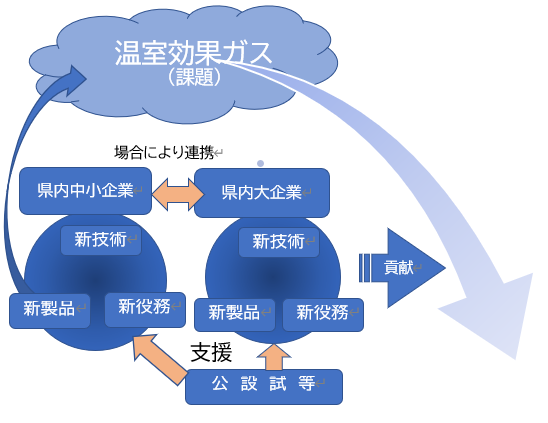 温室効果ガス
（課題）
場合により連携
県内中小企業
県内大企業
新技術
新技術
貢献
新製品
新役務
新製品
新役務
支援
公設試等